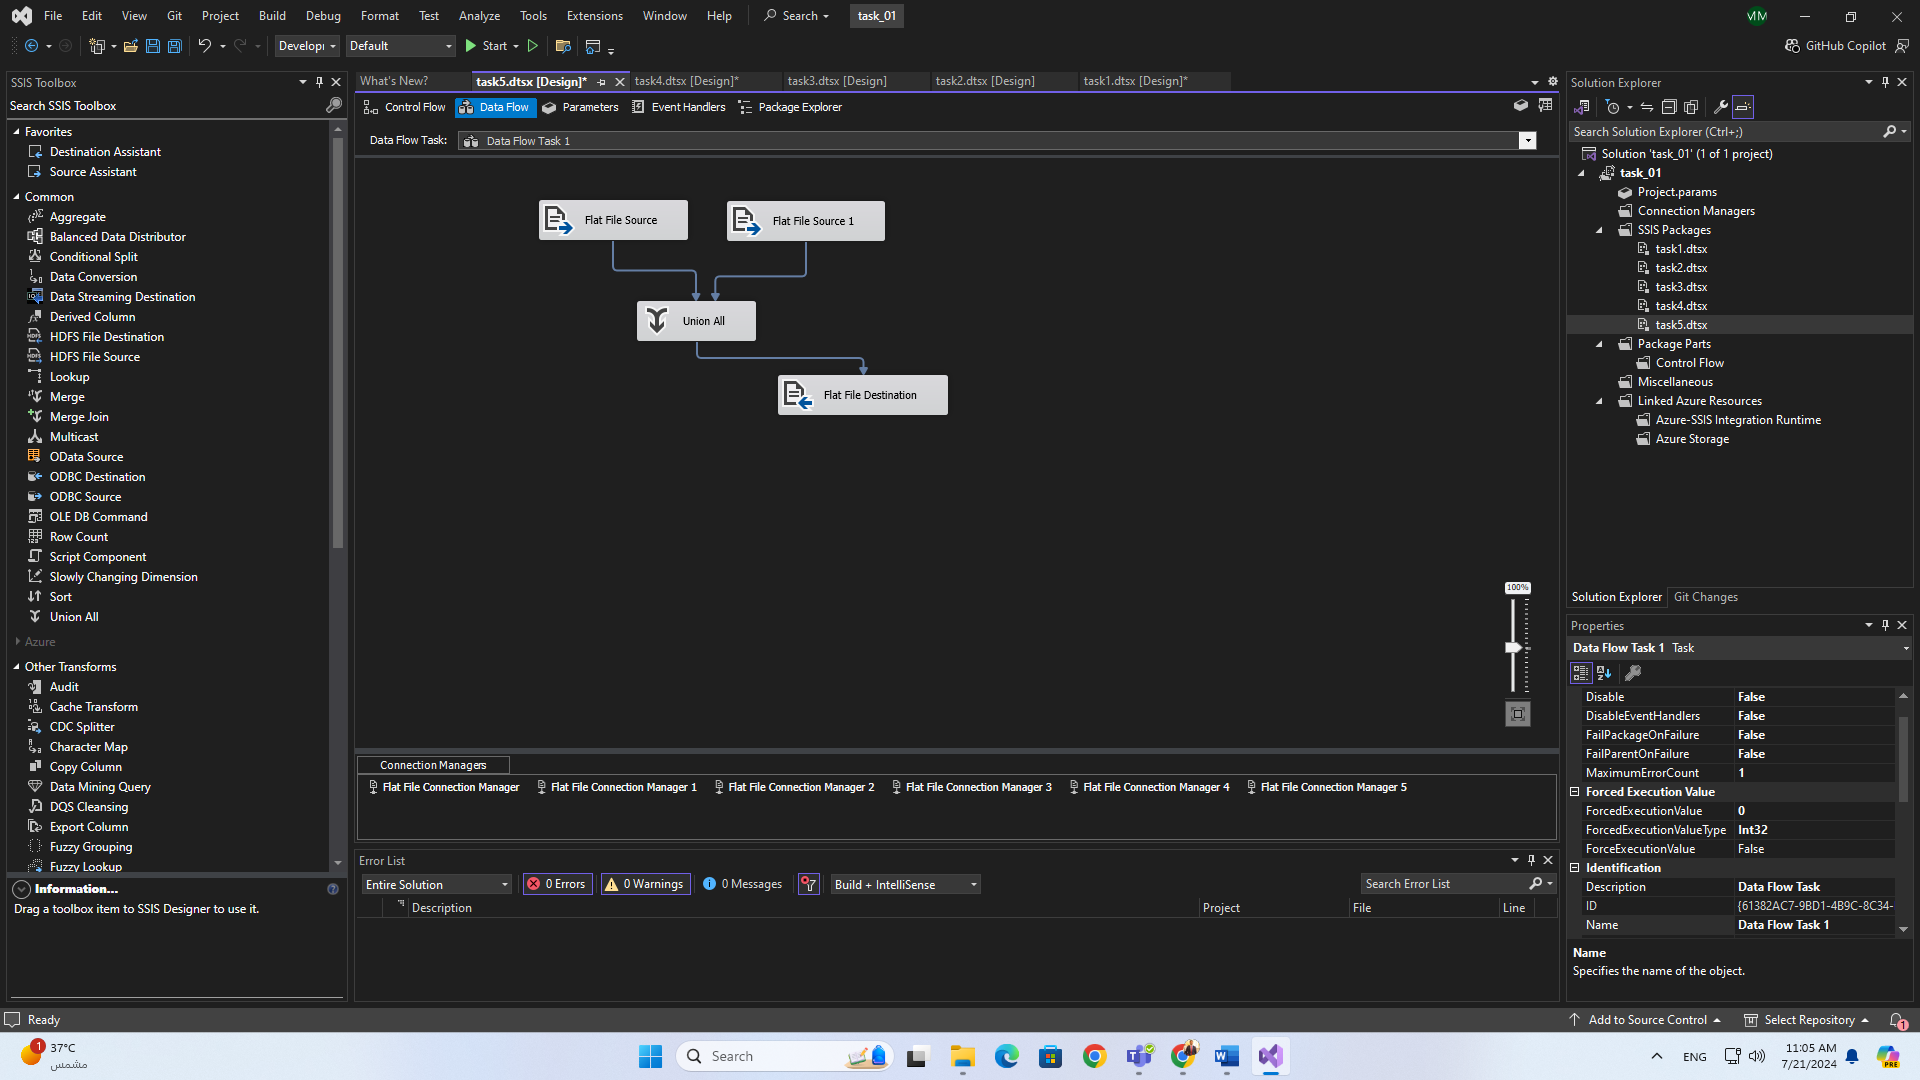 File Edit View Git Project Build Debug Format Test Analyze Tools Extensions Window Help Search task_01 MM
Developi Default Start GitHub Copilot
SSIS Toolbox
Search SSIS Toolbox
Favorites
Destination Assistant
Source Assistant
Common
Aggregate
Balanced Data Distributor
Conditional Split
Data Conversion
Data Streaming Destination
Derived Column
HDFS File Destination
HDFS File Source
Lookup
Merge
Merge Join
Multicast
OData Source
ODBC Destination
ODBC Source
OLE DB Command
Row Count
Script Component
Slowly Changing Dimension
Sort
Union All
Azure
Other Transforms
Audit
Cache Transform
CDC Splitter
Character Map
Copy Column
Data Mining Query
DQS Cleansing
Export Column
Fuzzy Grouping
Fuzzy Lookup
Information...
Drag a toolbox item to SSIS Designer to use it.
What's New? task5.dtsx [Design]* task4.dtsx [Design]* task3.dtsx [Design] task2.dtsx [Design] task1.dtsx [Design]*
Control Flow Data Flow Parameters Event Handlers Package Explorer
Data Flow Task: Data Flow Task 1
Flat File Source Flat File Source 1
Union All
Flat File Destination
100%
Connection Managers
Flat File Connection Manager Flat File Connection Manager 1 Flat File Connection Manager 2 Flat File Connection Manager 3 Flat File Connection Manager 4 Flat File Connection Manager 5
Error List
Entire Solution 0 Errors 0 Warnings 0 Messages Build + IntelliSense Search Error List
Description Project File Line
Solution Explorer
Search Solution Explorer (Ctrl+;)
Solution 'task_01' (1 of 1 project)
task_01
Project.params
Connection Managers
SSIS Packages
task1.dtsx
task2.dtsx
task3.dtsx
task4.dtsx
task5.dtsx
Package Parts
Control Flow
Miscellaneous
Linked Azure Resources
Azure-SSIS Integration Runtime
Azure Storage
Solution Explorer Git Changes
Properties
Data Flow Task 1 Task
Disable False
DisableEventHandlers False
FailPackageOnFailure False
FailParentOnFailure False
MaximumErrorCount 1
Forced Execution Value
ForcedExecutionValue 0
ForcedExecutionValueType Int32
ForceExecutionValue False
Identification
Description Data Flow Task
ID {61382AC7-9BD1-4B9C-8C34-
Name Data Flow Task 1
Name
Specifies the name of the object.
Ready Add to Source Control Select Repository 1
1 37°C
مشمس
Search
ENG
11:05 AM
7/21/2024
PRE